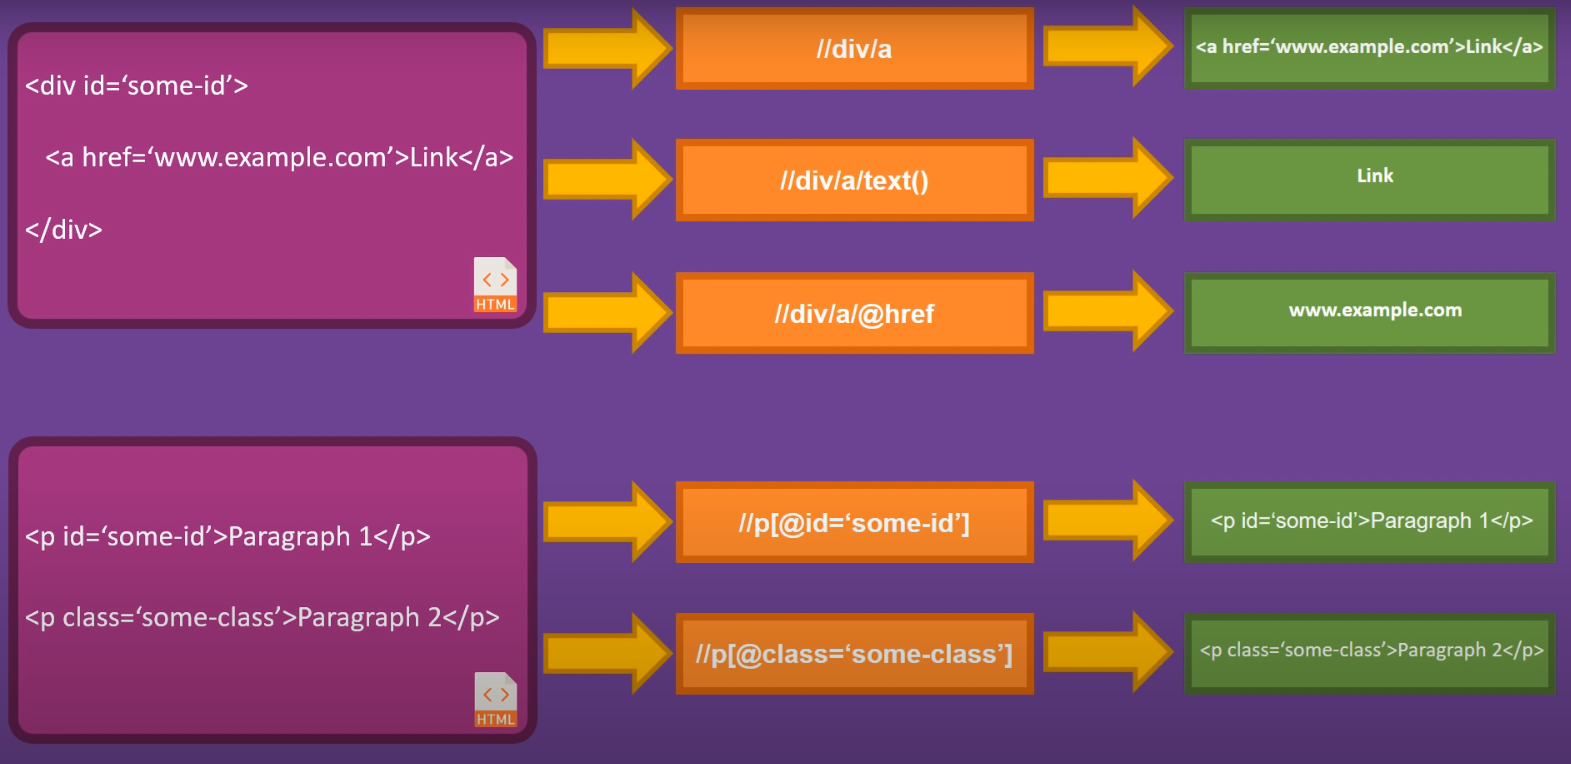 <div id=‘some-id’>
<a href=‘www.example.com’>Link</a>
</div>
HTML
//div/a
<a href=‘www.example.com’>Link</a>
//div/a/text()
Link
//div/a/@href
www.example.com
<p id=‘some-id’>Paragraph 1</p>
<p class=‘some-class’>Paragraph 2</p>
HTML
//p[@id=‘some-id’]
<p id=‘some-id’>Paragraph 1</p>
//p[@class=‘some-class’]
<p class=‘some-class’>Paragraph 2</p>